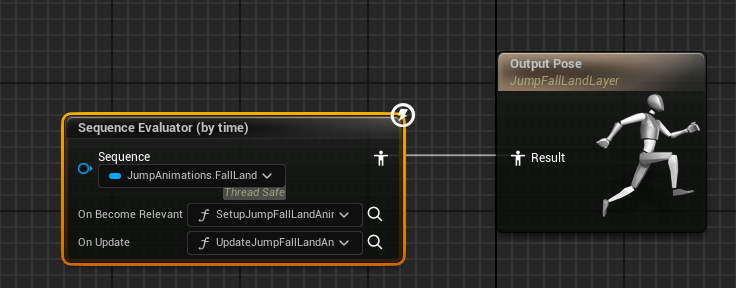 Output Pose
JumpFallLandLayer
Sequence Evaluator (by time)
Sequence
JumpAnimations.FallLand
Result
Thread Safe
On Become Relevant
SetupJumpFallLandAni
On Update
UpdateJumpFallLandAn